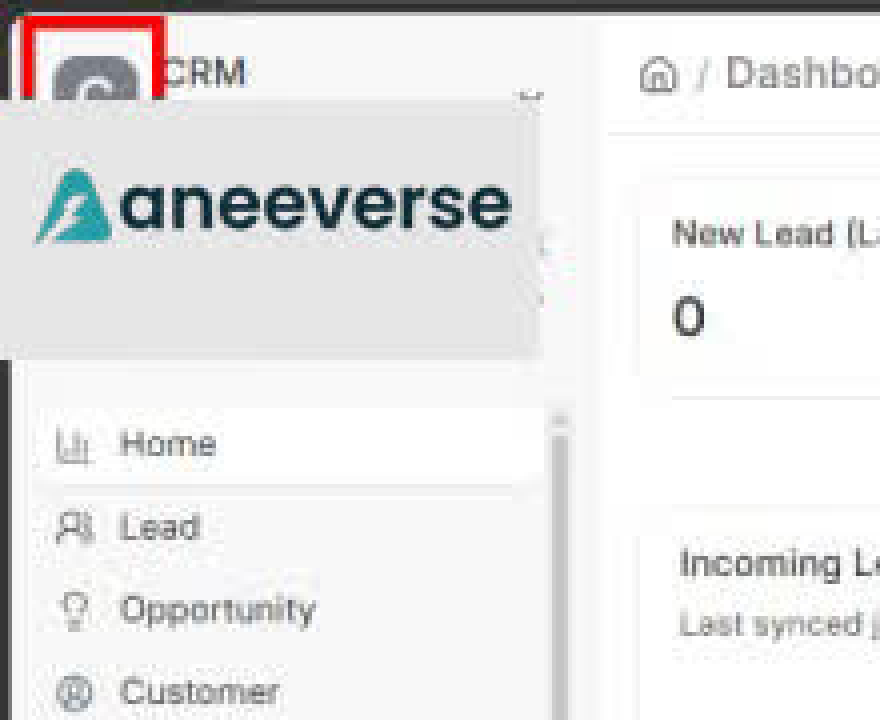 CRM
/ Dashbo
aneeverse
New Lead (L
0
Home
Lead
Opportunity
Customer
Incoming Le
Last synced j